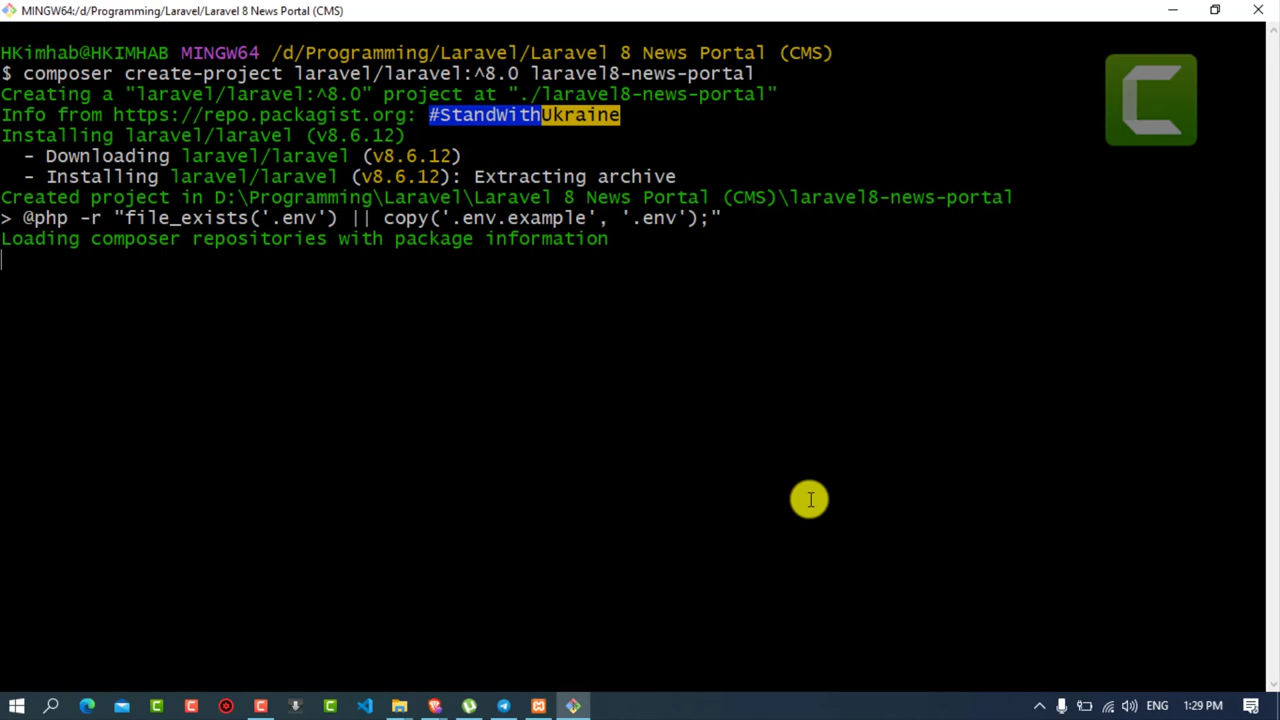 MINGW64:/d/Programming/Laravel/Laravel 8 News Portal (CMS)
HKimhab@HKIMHAB MINGW64 /d/Programming/Laravel/Laravel 8 News Portal (CMS)
$ composer create-project laravel/laravel:^8.0 laravel8-news-portal
Creating a "laravel/laravel:^8.0" project at "./laravel8-news-portal"
Info from https://repo.packagist.org: #StandWithUkraine
Installing laravel/laravel (v8.6.12)
- Downloading laravel/laravel (v8.6.12)
- Installing laravel/laravel (v8.6.12): Extracting archive
Created project in D:\Programming\Laravel\Laravel 8 News Portal (CMS)\laravel8-news-portal
> @php -r "file_exists('.env') || copy('.env.example', '.env');"
Loading composer repositories with package information
ENG
1:29 PM